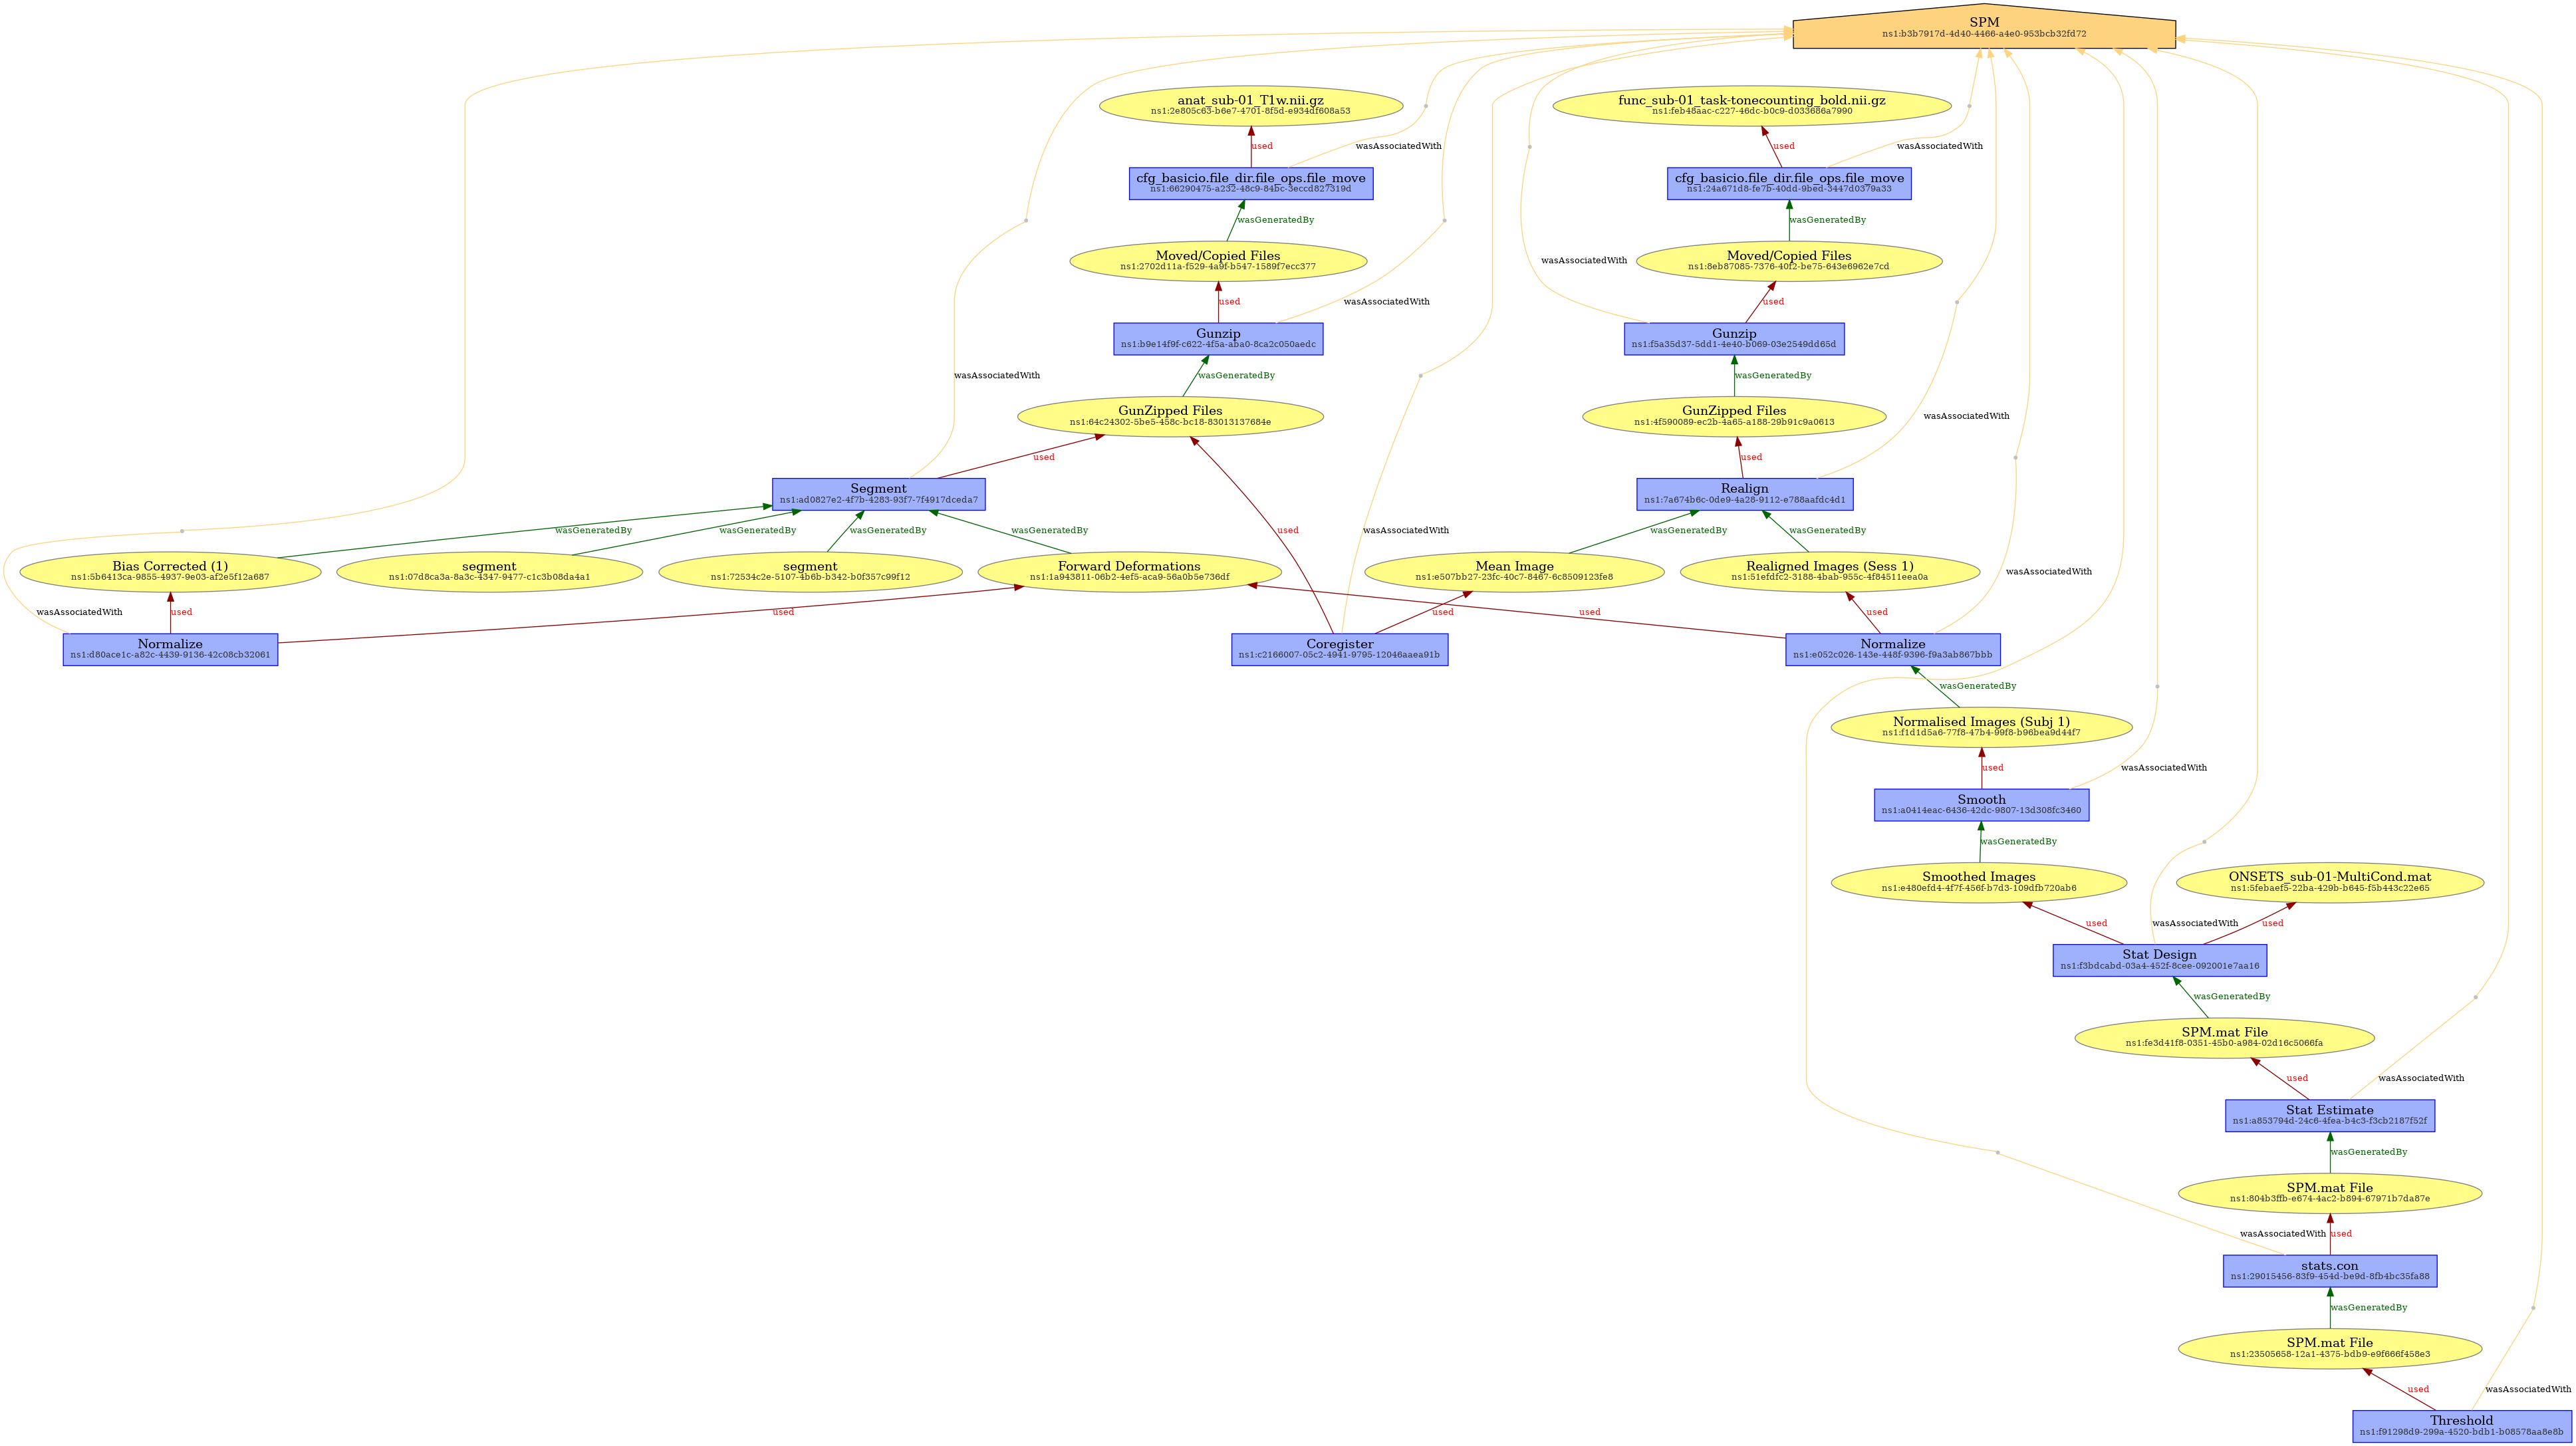 SPM
ns1:b3b7917d-4d40-4466-a4e0-953bcb32fd72
anat_sub-01_T1w.nii.gz
ns1:2e805c63-b6e7-4701-8f5d-e934df608a53
func_sub-01_task-tonecounting_bold.nii.gz
ns1:feb48aac-c227-46dc-b0c9-d033686a7990
used
wasAssociatedWith
used
wasAssociatedWith
cfg_basicio.file_dir.file_ops.file_move
ns1:66290475-a232-48c9-84bc-3eccd827319d
cfg_basicio.file_dir.file_ops.file_move
ns1:24a671d8-fe7b-40dd-9bed-3447d0379a33
wasGeneratedBy
wasGeneratedBy
Moved/Copied Files
ns1:2702d11a-f529-4a9f-b547-1589f7ecc377
wasAssociatedWith
Moved/Copied Files
ns1:8eb87085-7376-40f2-be75-643e6962e7cd
used
wasAssociatedWith
used
Gunzip
ns1:b9e14f9f-c622-4f5a-aba0-8ca2c050aedc
Gunzip
ns1:f5a35d37-5dd1-4e40-b069-03e2549dd65d
wasAssociatedWith
wasGeneratedBy
wasGeneratedBy
GunZipped Files
ns1:64c24302-5be5-458c-bc18-83013137684e
GunZipped Files
ns1:4f590089-ec2b-4a65-a188-29b91c9a0613
wasAssociatedWith
used
used
Segment
ns1:ad0827e2-4f7b-4283-93f7-7f4917dceda7
Realign
ns1:7a674b6c-0de9-4a28-9112-e788aafdc4d1
wasGeneratedBy
wasGeneratedBy
wasGeneratedBy
wasGeneratedBy
used
wasAssociatedWith
wasGeneratedBy
wasGeneratedBy
Bias Corrected (1)
ns1:5b6413ca-9855-4937-9e03-af2e5f12a687
segment
ns1:07d8ca3a-8a3c-4347-9477-c1c3b08da4a1
segment
ns1:72534c2e-5107-4b6b-b342-b0f357c99f12
Forward Deformations
ns1:1a943811-06b2-4ef5-aca9-56a0b5e736df
Mean Image
ns1:e507bb27-23fc-40c7-8467-6c8509123fe8
Realigned Images (Sess 1)
ns1:51efdfc2-3188-4bab-955c-4f84511eea0a
wasAssociatedWith
wasAssociatedWith
used
used
used
used
used
Normalize
ns1:d80ace1c-a82c-4439-9136-42c08cb32061
Coregister
ns1:c2166007-05c2-4941-9795-12046aaea91b
Normalize
ns1:e052c026-143e-448f-9396-f9a3ab867bbb
wasGeneratedBy
Normalised Images (Subj 1)
ns1:f1d1d5a6-77f8-47b4-99f8-b96bea9d44f7
used
wasAssociatedWith
Smooth
ns1:a0414eac-6436-42dc-9807-13d308fc3460
wasGeneratedBy
Smoothed Images
ns1:e480efd4-4f7f-456f-b7d3-109dfb720ab6
ONSETS_sub-01-MultiCond.mat
ns1:5febaef5-22ba-429b-b645-f5b443c22e65
used
wasAssociatedWith
used
Stat Design
ns1:f3bdcabd-03a4-452f-8cee-092001e7aa16
wasGeneratedBy
SPM.mat File
ns1:fe3d41f8-0351-45b0-a984-02d16c5066fa
used
wasAssociatedWith
Stat Estimate
ns1:a853794d-24c6-4fea-b4c3-f3cb2187f52f
wasGeneratedBy
SPM.mat File
ns1:804b3ffb-e674-4ac2-b894-67971b7da87e
wasAssociatedWith
used
stats.con
ns1:29015456-83f9-454d-be9d-8fb4bc35fa88
wasGeneratedBy
SPM.mat File
ns1:23505658-12a1-4375-bdb9-e9f666f458e3
used
wasAssociatedWith
Threshold
ns1:f91298d9-299a-4520-bdb1-b08578aa8e8b